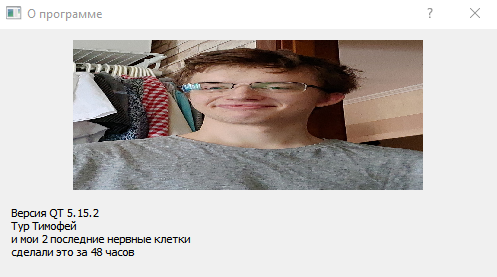 О программе
Версия QT 5.15.2
Тур Тимофей
и мои 2 последние нервные клетки
сделали это за 48 часов